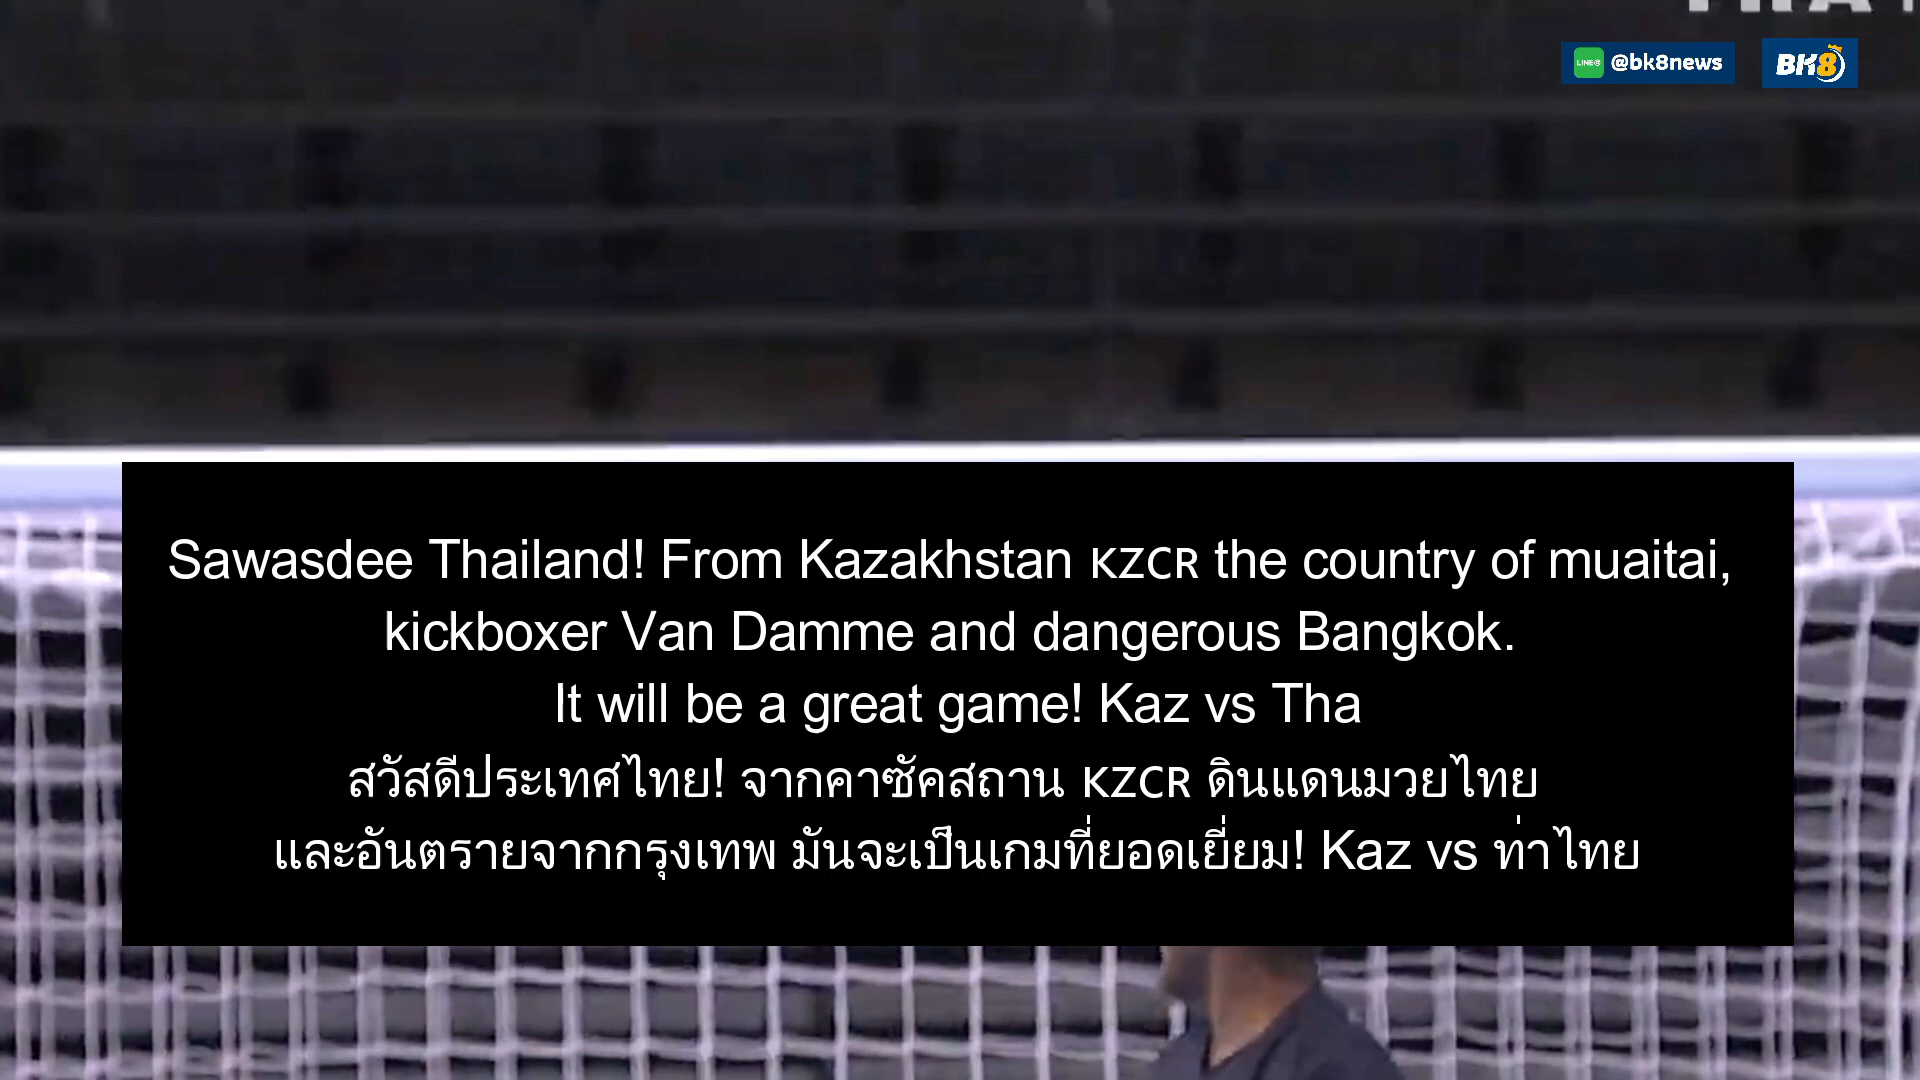 LINE@ @bk8news BK8
Sawasdee Thailand! From Kazakhstan ᴋᴢᴄʀ the country of muaitai,
kickboxer Van Damme and dangerous Bangkok.
It will be a great game! Kaz vs Tha
สวัสดีประเทศไทย! จากคาซัคสถาน ᴋᴢᴄʀ ดินแดนมวยไทย
และอันตรายจากกรุงเทพ มันจะเป็นเกมที่ยอดเยี่ยม! Kaz vs ท่าไทย